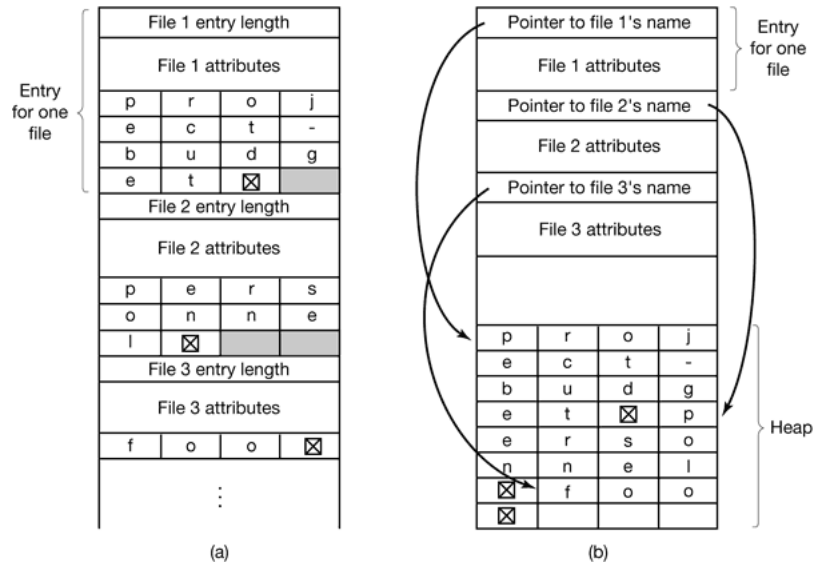 File 1 entry length
File 1 attributes
p r o j
e c t -
b u d g
e t
File 2 entry length
File 2 attributes
p e r s
o n n e
l
File 3 entry length
File 3 attributes
f o o
Entry
for one
file
(a)
Pointer to file 1's name
File 1 attributes
Pointer to file 2's name
File 2 attributes
Pointer to file 3's name
File 3 attributes
p r o j
e c t -
b u d g
e t p
e r s o
n n e l
f o o
Entry
for one
file
Heap
(b)